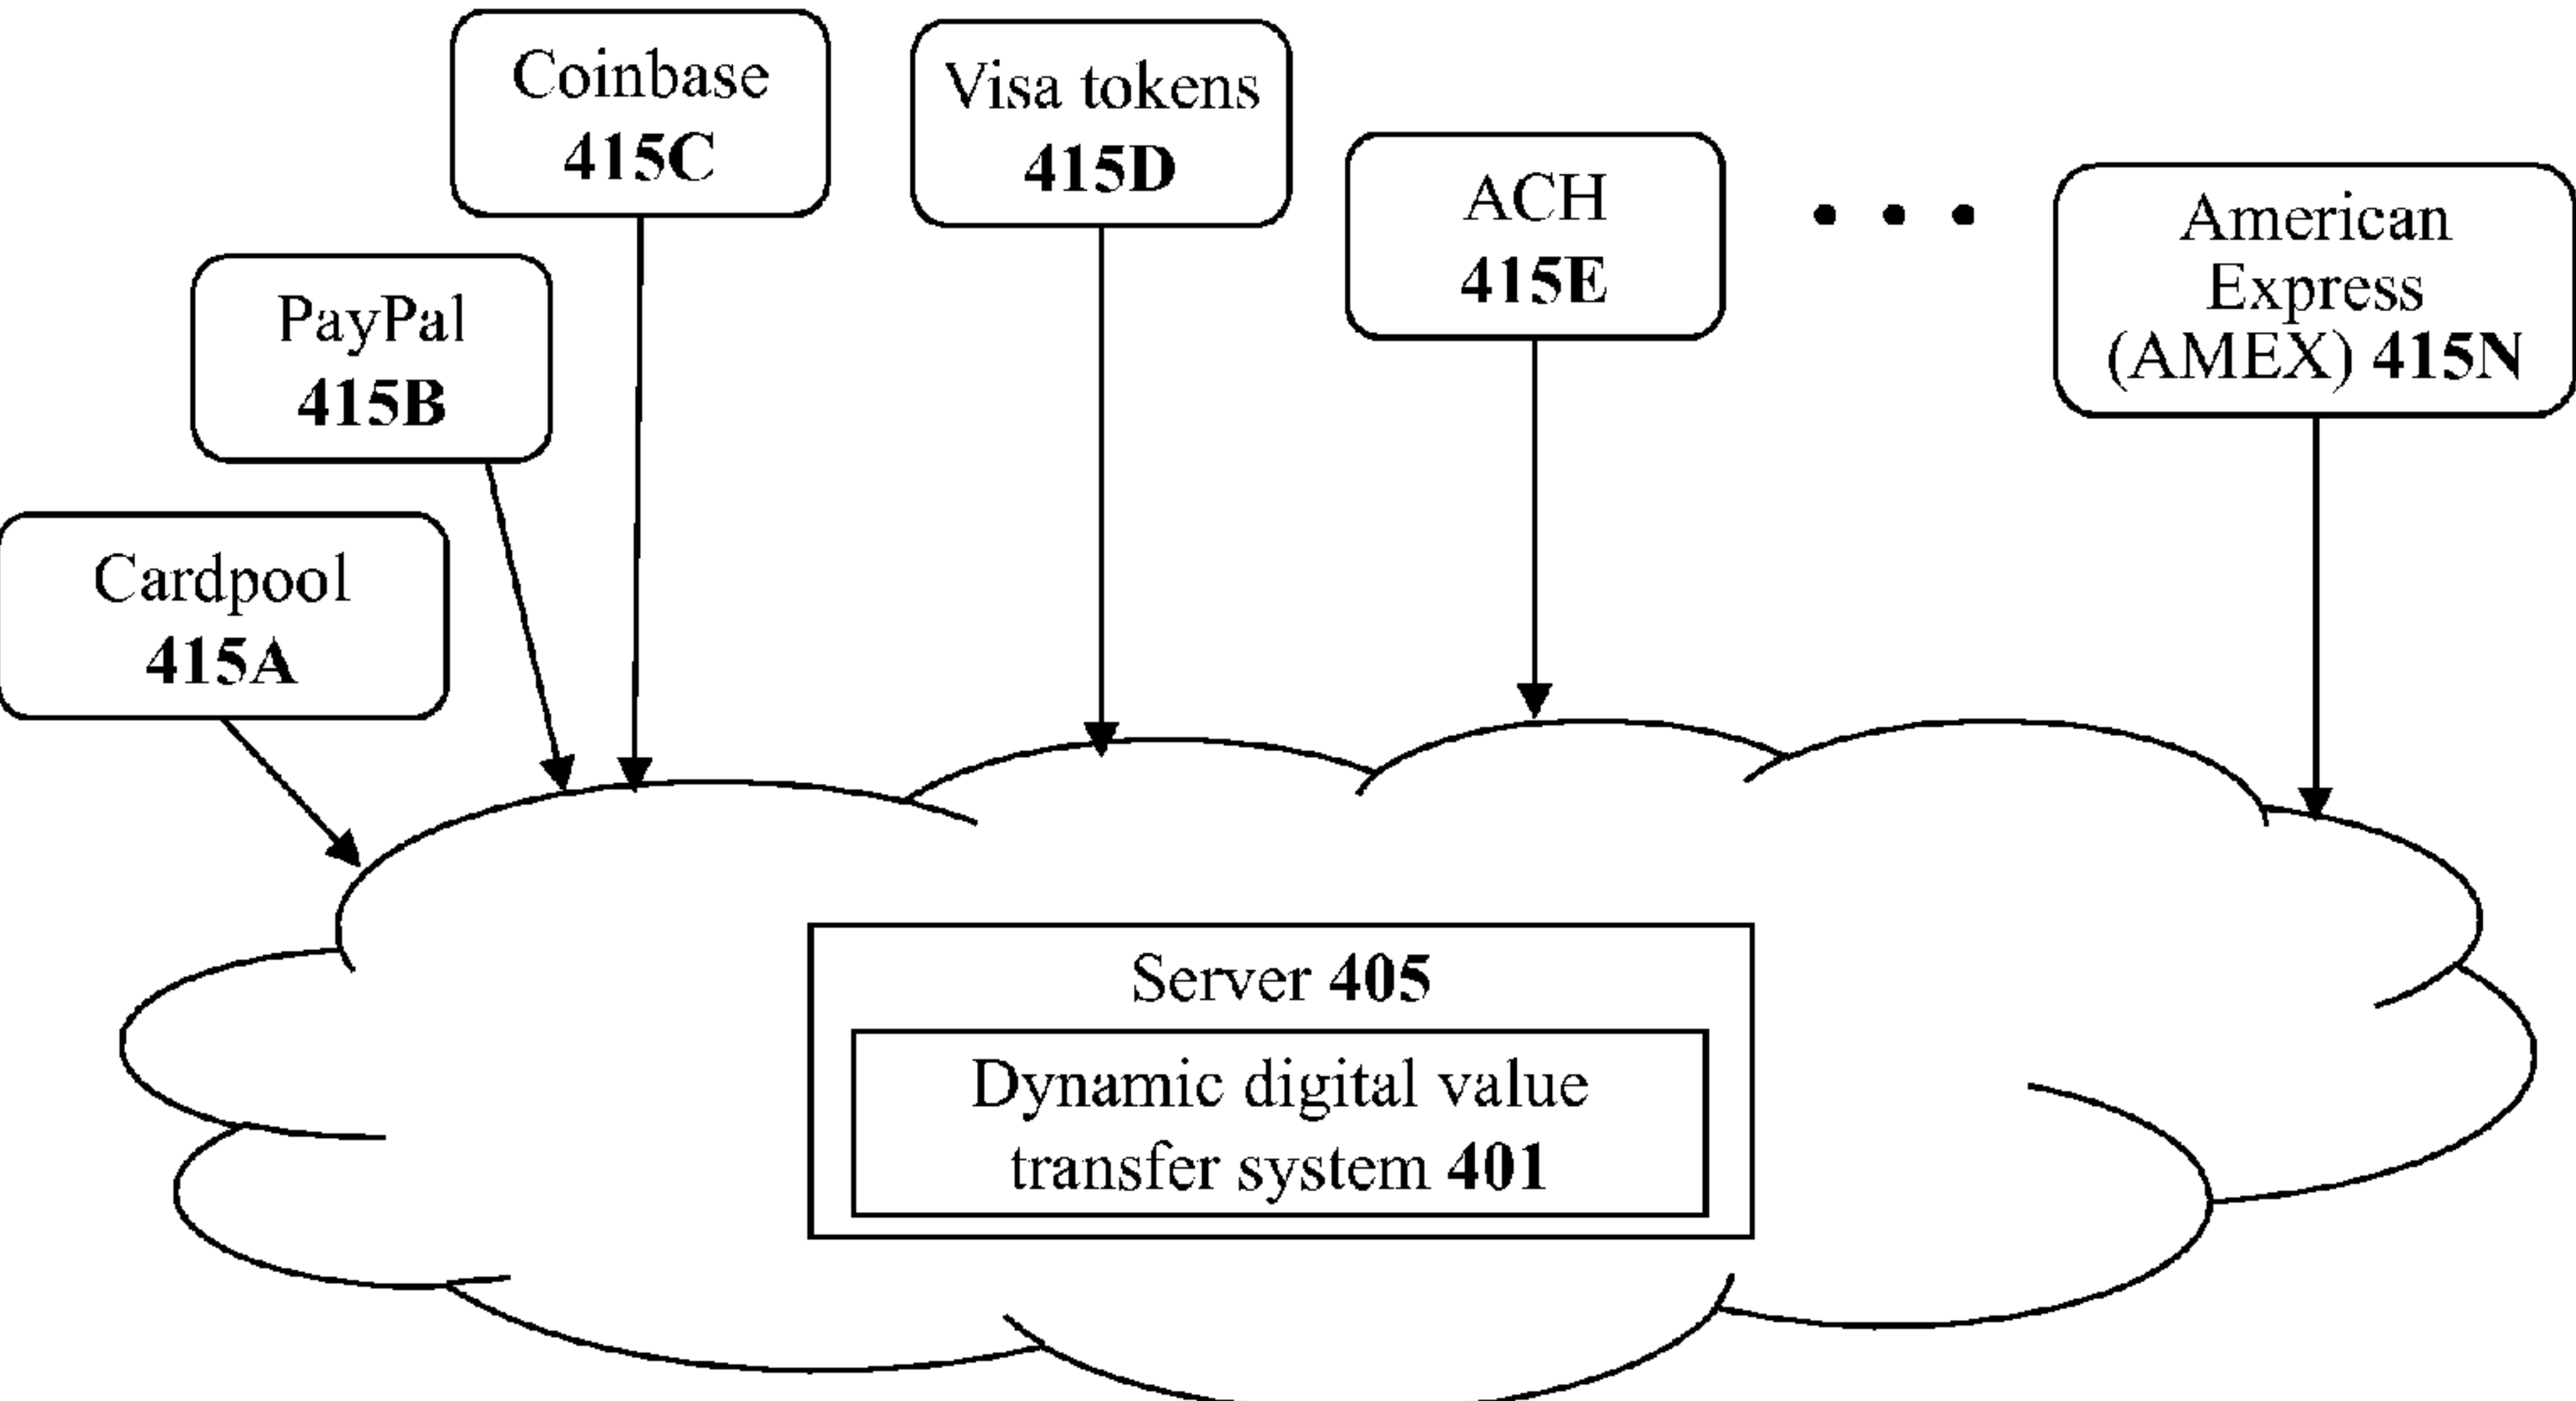 Coinbase
415C
Visa tokens
415D
ACH
415E
American
Express
(AMEX) 415N
PayPal
415B
Cardpool
415A
Server 405
Dynamic digital value
transfer system 401